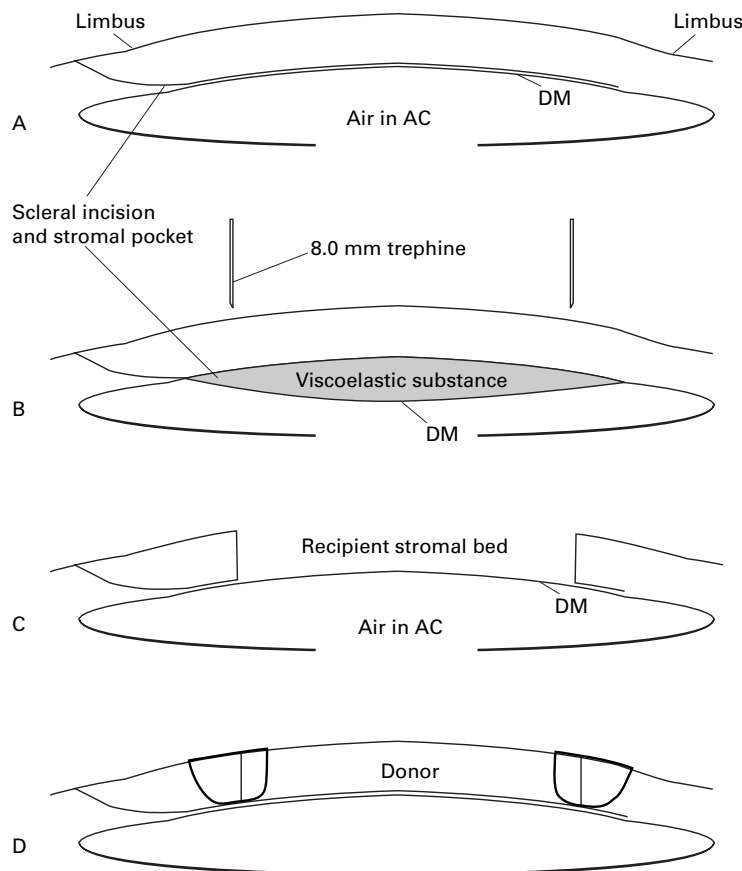 Limbus
Limbus
DM
Air in AC
A
Scleral incision
and stromal pocket
8.0 mm trephine
Viscoelastic substance
B
DM
Recipient stromal bed
DM
C
Air in AC
Donor
D